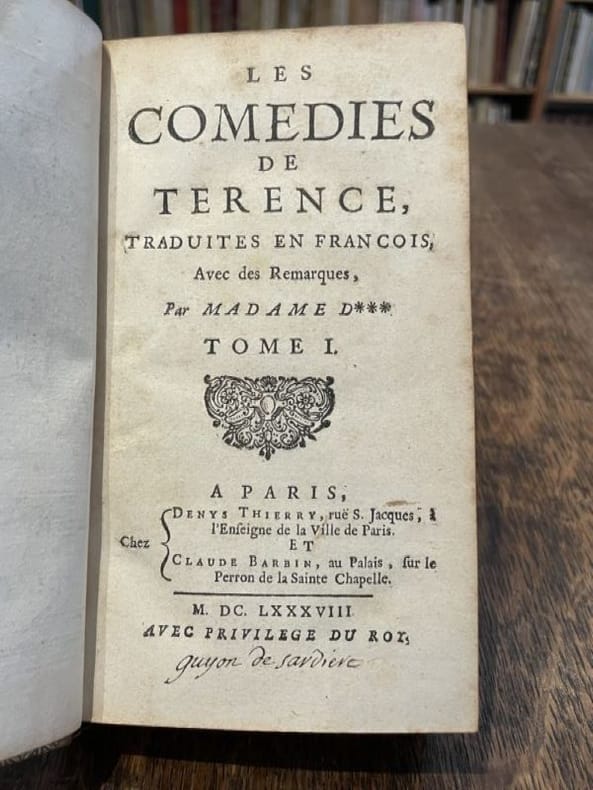 LES
COMEDIES
DE
TERENCE,
TRADUITES EN FRANCOIS,
Avec des Remarques,
Par MADAME D***
TOME I.
A PARIS,
Chez
DENYS THIERRY, ruë S. Jacques, à
l'Enseigne de la Ville de Paris.
ET
CLAUDE BARBIN, au Palais, sur le
Perron de la Sainte Chapelle.
M. DC. LXXXVIII
AVEC PRIVILEGE DU ROY,
guyon de sardiere